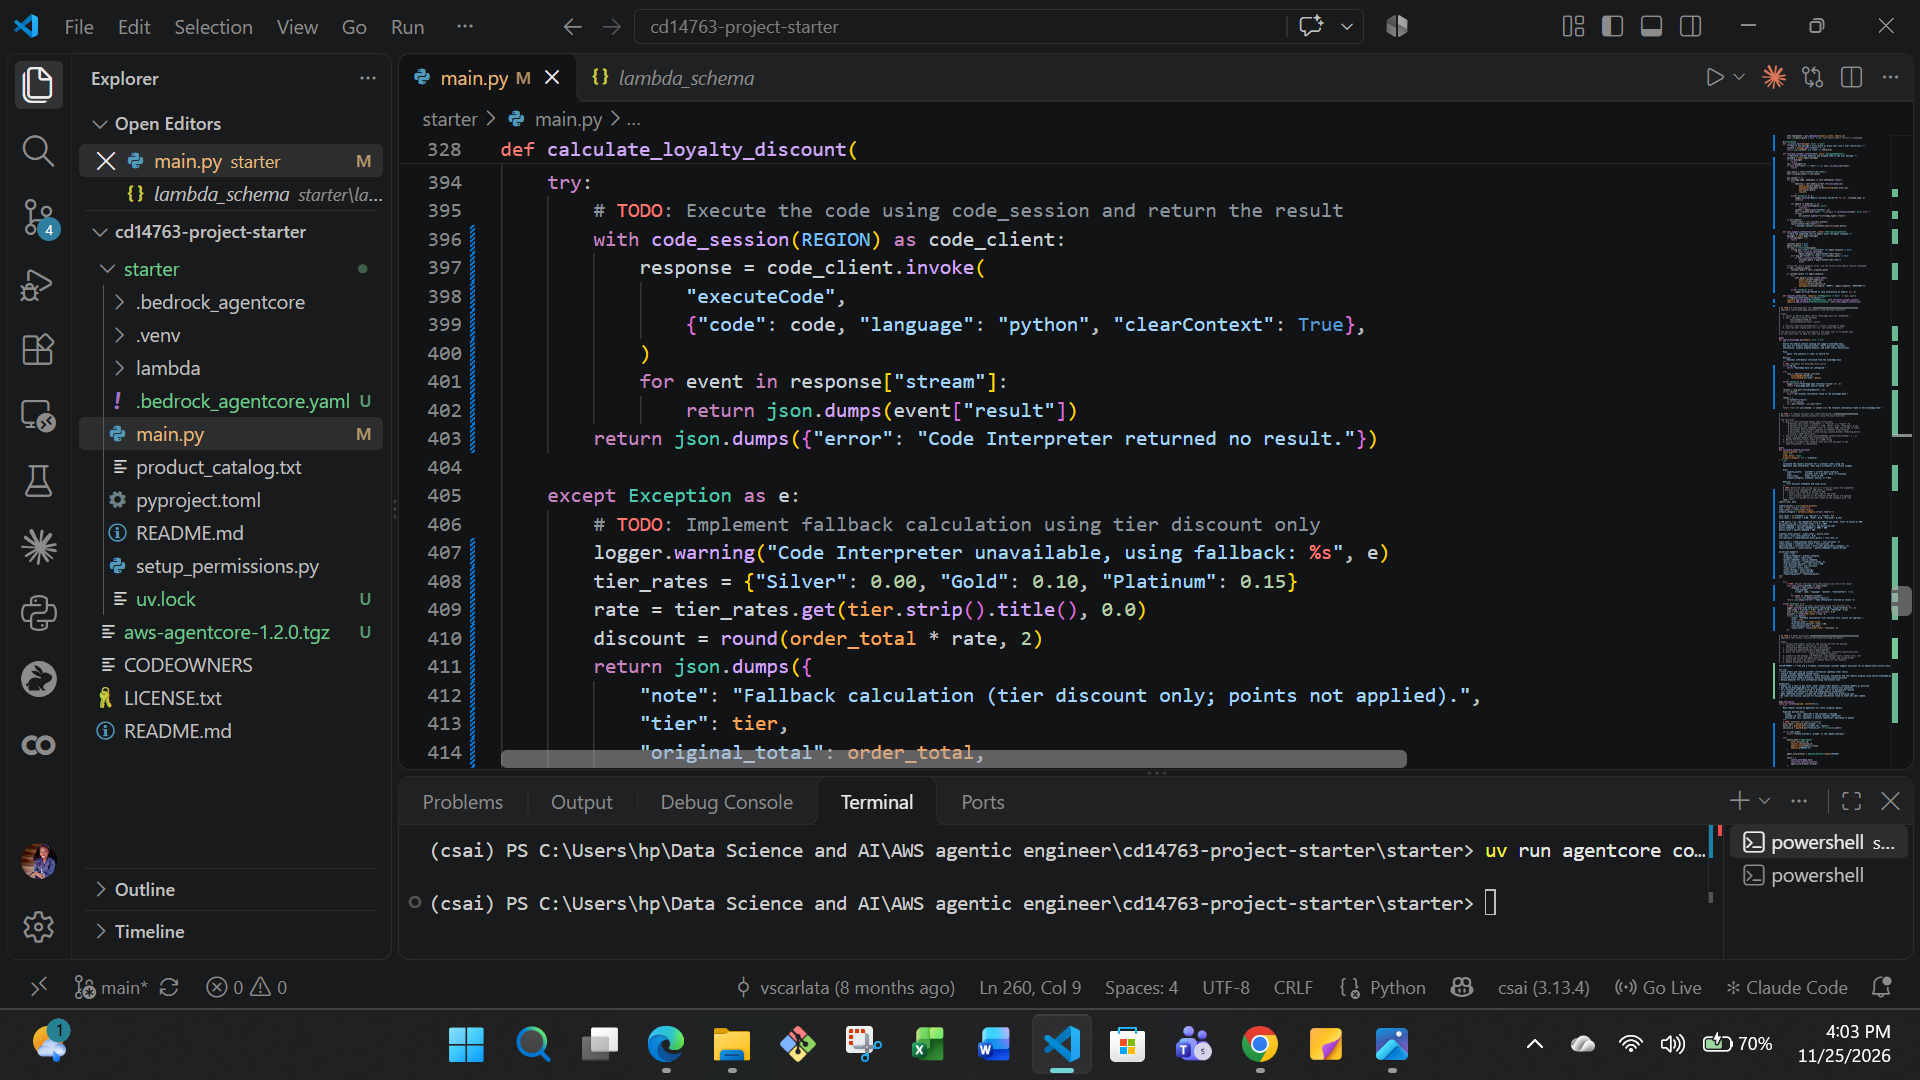 File Edit Selection View Go Run ···
cd14763-project-starter
Explorer ···
Open Editors
main.py starter M
{} lambda_schema starter\la...
cd14763-project-starter
starter
.bedrock_agentcore
.venv
lambda
! .bedrock_agentcore.yaml U
main.py M
product_catalog.txt
pyproject.toml
README.md
setup_permissions.py
uv.lock U
aws-agentcore-1.2.0.tgz U
CODEOWNERS
LICENSE.txt
README.md
Outline
Timeline
4
main.py M
{} lambda_schema
starter > main.py > ...
328 def calculate_loyalty_discount(
394 try:
395 # TODO: Execute the code using code_session and return the result
396 with code_session(REGION) as code_client:
397 response = code_client.invoke(
398 "executeCode",
399 {"code": code, "language": "python", "clearContext": True},
400 )
401 for event in response["stream"]:
402 return json.dumps(event["result"])
403 return json.dumps({"error": "Code Interpreter returned no result."})
404
405 except Exception as e:
406 # TODO: Implement fallback calculation using tier discount only
407 logger.warning("Code Interpreter unavailable, using fallback: %s", e)
408 tier_rates = {"Silver": 0.00, "Gold": 0.10, "Platinum": 0.15}
409 rate = tier_rates.get(tier.strip().title(), 0.0)
410 discount = round(order_total * rate, 2)
411 return json.dumps({
412 "note": "Fallback calculation (tier discount only; points not applied).",
413 "tier": tier,
414 "original_total": order_total,
Problems Output Debug Console Terminal Ports
(csai) PS C:\Users\hp\Data Science and AI\AWS agentic engineer\cd14763-project-starter\starter> uv run agentcore co...
(csai) PS C:\Users\hp\Data Science and AI\AWS agentic engineer\cd14763-project-starter\starter>
powershell s...
powershell
main* 0 0
vscarlata (8 months ago) Ln 260, Col 9 Spaces: 4 UTF-8 CRLF {} Python csai (3.13.4) Go Live Claude Code
1
70%
4:03 PM
11/25/2026